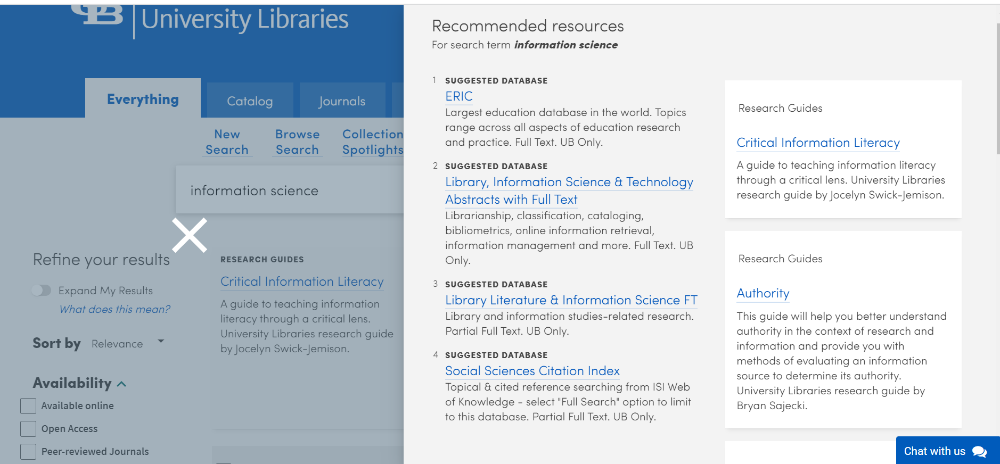 University Libraries
Everything
Catalog
Journals
New
Search
Browse
Search
Collection
Spotlights
information science
Refine your results
Expand My Results
What does this mean?
Sort by Relevance
Availability
Available online
Open Access
Peer-reviewed Journals
RESEARCH GUIDES
Critical Information Literacy
A guide to teaching information
literacy through a critical lens.
University Libraries research guide
by Jocelyn Swick-Jemison.
Recommended resources
For search term information science
1 SUGGESTED DATABASE
ERIC
Largest education database in the world. Topics
range across all aspects of education research
and practice. Full Text. UB Only.
2 SUGGESTED DATABASE
Library, Information Science & Technology
Abstracts with Full Text
Librarianship, classification, cataloging,
bibliometrics, online information retrieval,
information management and more. Full Text. UB
Only.
3 SUGGESTED DATABASE
Library Literature & Information Science FT
Library and information studies-related research.
Partial Full Text. UB Only.
4 SUGGESTED DATABASE
Social Sciences Citation Index
Topical & cited reference searching from ISI Web
of Knowledge - select "Full Search" option to limit
to this database. Partial Full Text. UB Only.
Research Guides
Critical Information Literacy
A guide to teaching information literacy
through a critical lens. University Libraries
research guide by Jocelyn Swick-Jemison.
Research Guides
Authority
This guide will help you better understand
authority in the context of research and
information and provide you with
methods of evaluating an information
source to determine its authority.
University Libraries research guide by
Bryan Sajecki.
Chat with us